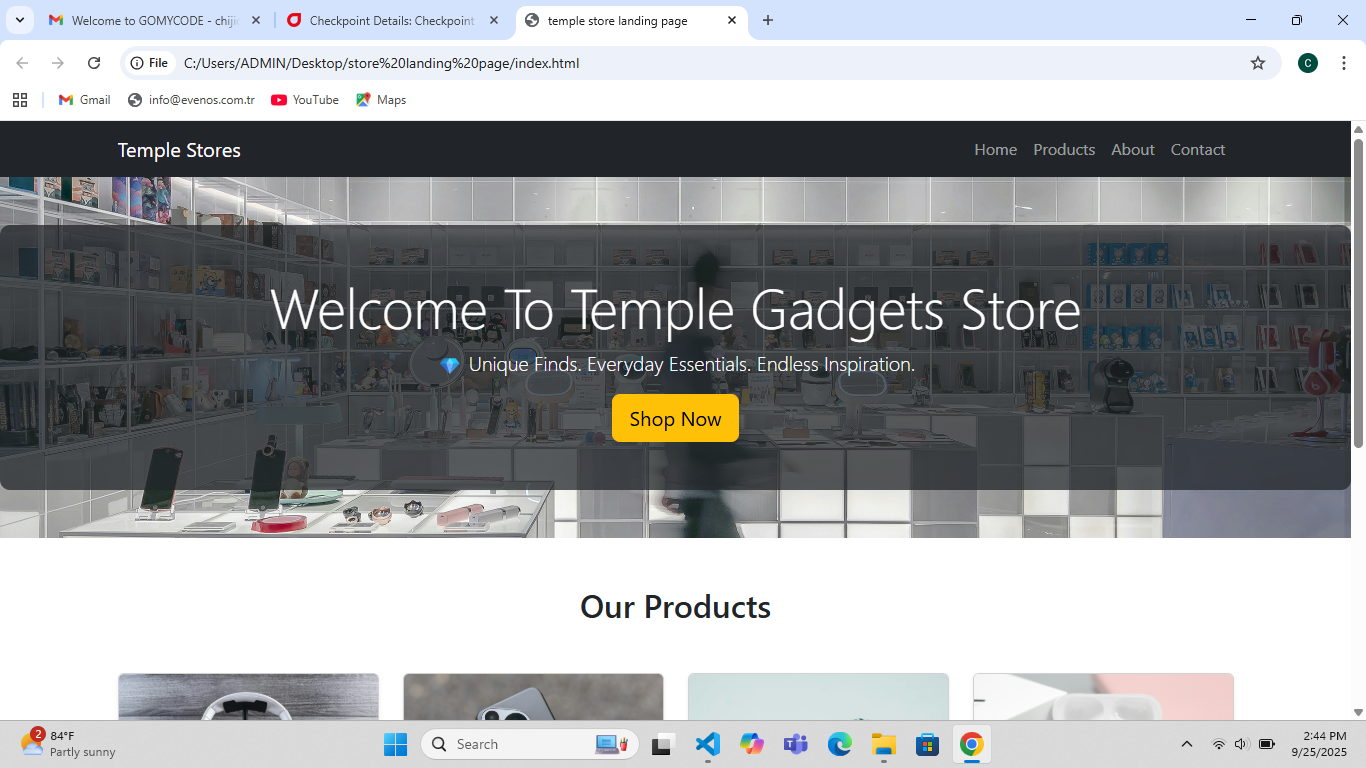 Welcome to GOMYCODE - chiji
Checkpoint Details: Checkpoint
temple store landing page
File
C:/Users/ADMIN/Desktop/store%20landing%20page/index.html
C
Gmail
info@evenos.com.tr
YouTube
Maps
Temple Stores
Home
Products
About
Contact
Welcome To Temple Gadgets Store
💎 Unique Finds. Everyday Essentials. Endless Inspiration.
Shop Now
Our Products
2
84°F
Partly sunny
Search
2:44 PM
9/25/2025